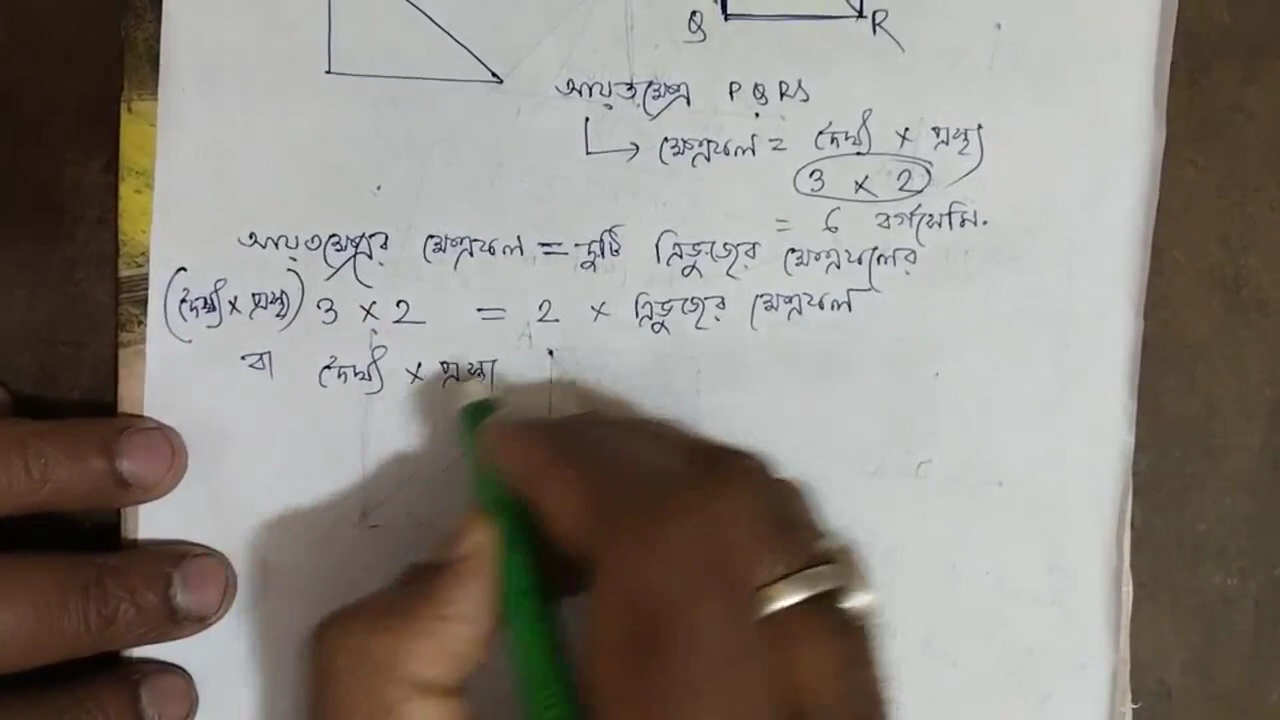 Q R
আয়তক্ষেত্র PQRS
ক্ষেত্রফল = দৈর্ঘ্য × প্রস্থ
3 × 2
= 6 বর্গসেমি.
আয়তক্ষেত্রের ক্ষেত্রফল = দুটি ত্রিভুজের ক্ষেত্রফলের
(দৈর্ঘ্য × প্রস্থ) 3 × 2 = 2 × ত্রিভুজের ক্ষেত্রফল
বা দৈর্ঘ্য × প্রস্থ